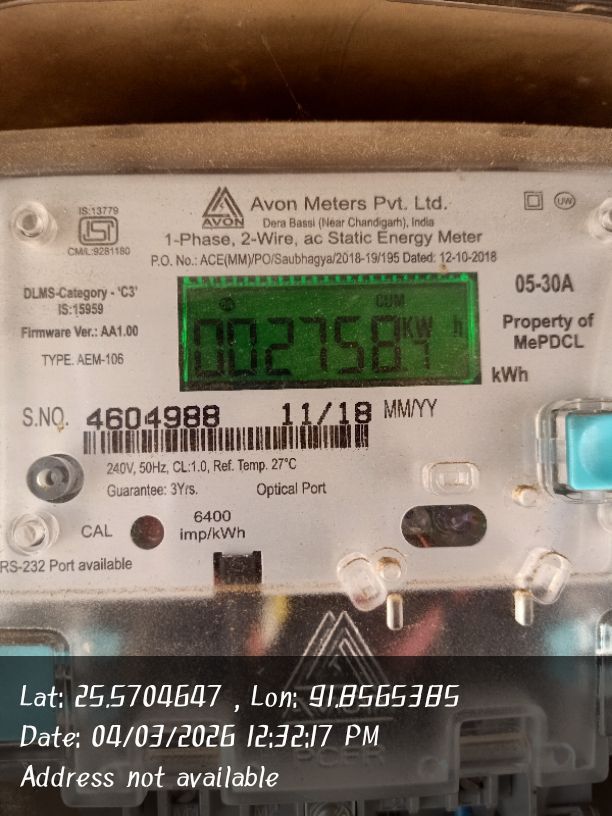 IS:13779
ISI
CM/L:9281180
AVON
Avon Meters Pvt. Ltd.
Dera Bassi (Near Chandigarh), India
1-Phase, 2-Wire, ac Static Energy Meter
P.O. No.: ACE(MM)/PO/Saubhagya/2018-19/195 Dated: 12-10-2018
UW
DLMS-Category - 'C3'
IS:15959
Firmware Ver.: AA1.00
TYPE. AEM-106
CUM
002758.7 KW h
05-30A
Property of
MePDCL
kWh
S.NO. 4604988 11/18 MM/YY
240V, 50Hz, CL:1.0, Ref. Temp. 27°C
Guarantee: 3Yrs. Optical Port
CAL
6400
imp/kWh
RS-232 Port available
Lat: 25.5704647 , Lon: 91.8565385
Date: 04/03/2026 12:32:17 PM
Address not available